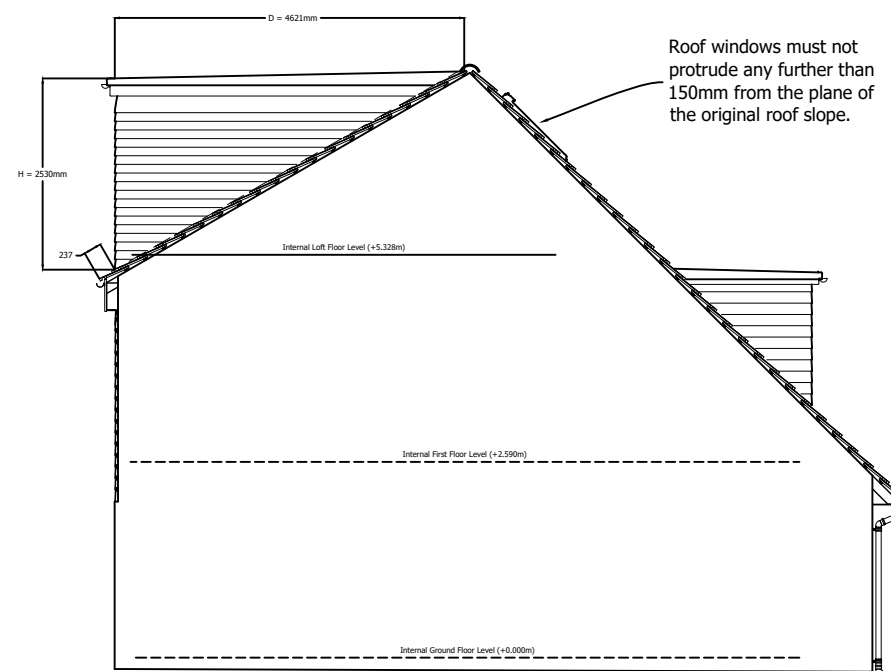 D = 4621mm
Roof windows must not
protrude any further than
150mm from the plane of
the original roof slope.
H = 2530mm
Internal Loft Floor Level (+5.328m)
237
Internal First Floor Level (+2.590m)
Internal Ground Floor Level (+0.000m)